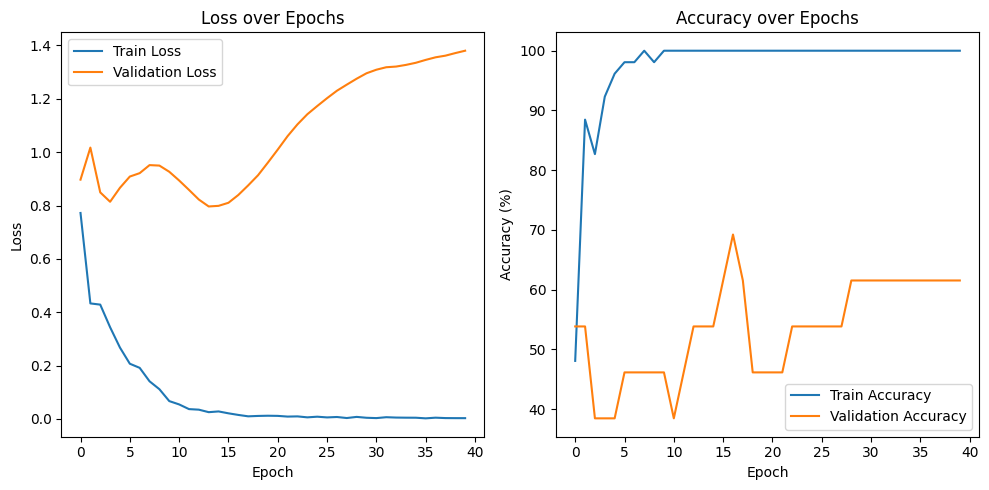 Loss over Epochs
Train Loss
Validation Loss
1.4
1.2
1.0
0.8
0.6
0.4
0.2
0.0
Loss
0 5 10 15 20 25 30 35 40
Epoch
Accuracy over Epochs
100
90
80
70
60
50
40
Accuracy (%)
Train Accuracy
Validation Accuracy
0 5 10 15 20 25 30 35 40
Epoch